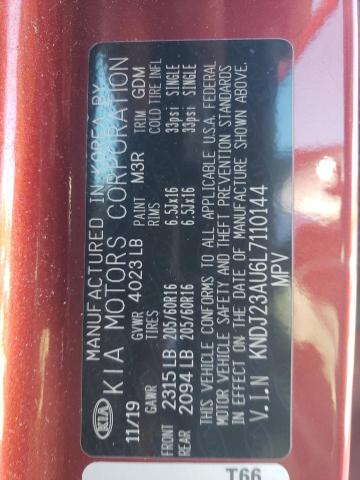 MANUFACTURED IN KOREA BY
KIA KIA MOTORS CORPORATION
11/19 GVWR 4023 LB PAINT M3R TRIM GDM
GAWR TIRES RIMS COLD TIRE INFL
FRONT 2315 LB 205/60R16 6.5JX16 33psi SINGLE
REAR 2094 LB 205/60R16 6.5JX16 33psi SINGLE
THIS VEHICLE CONFORMS TO ALL APPLICABLE U.S.A. FEDERAL
MOTOR VEHICLE SAFETY AND THEFT PREVENTION STANDARDS
IN EFFECT ON THE DATE OF MANUFACTURE SHOWN ABOVE.
V.I.N KNDJ23AU6L7110144
MPV
T66